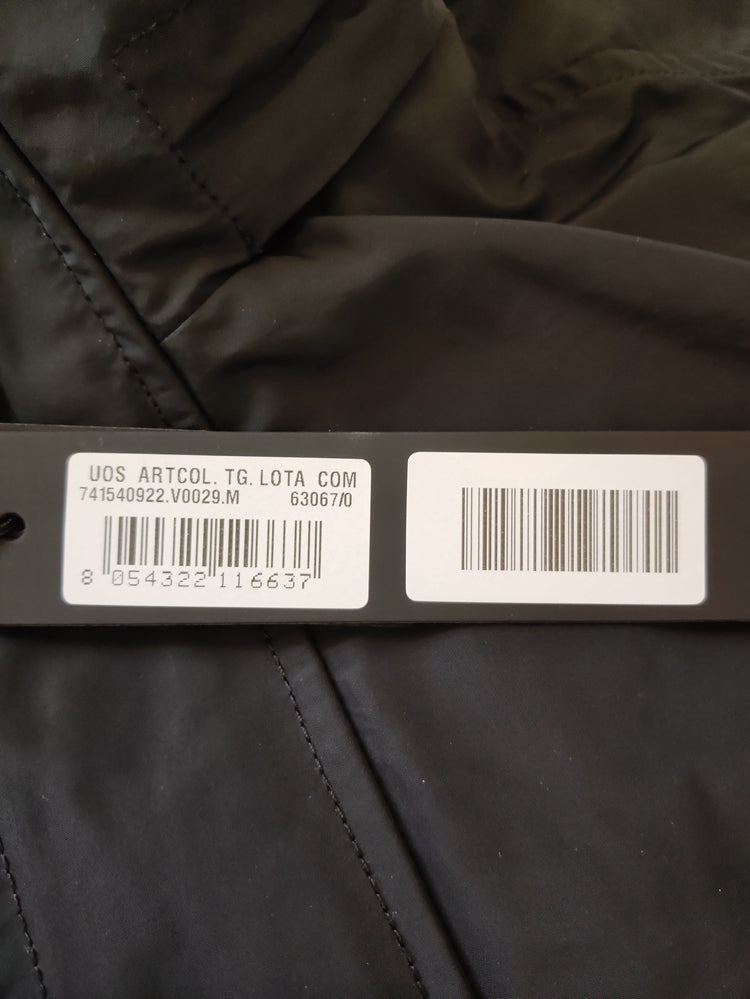 UOS ARTCOL. TG. LOTA COM
741540922.V0029.M 63067/0
8 054322 116637